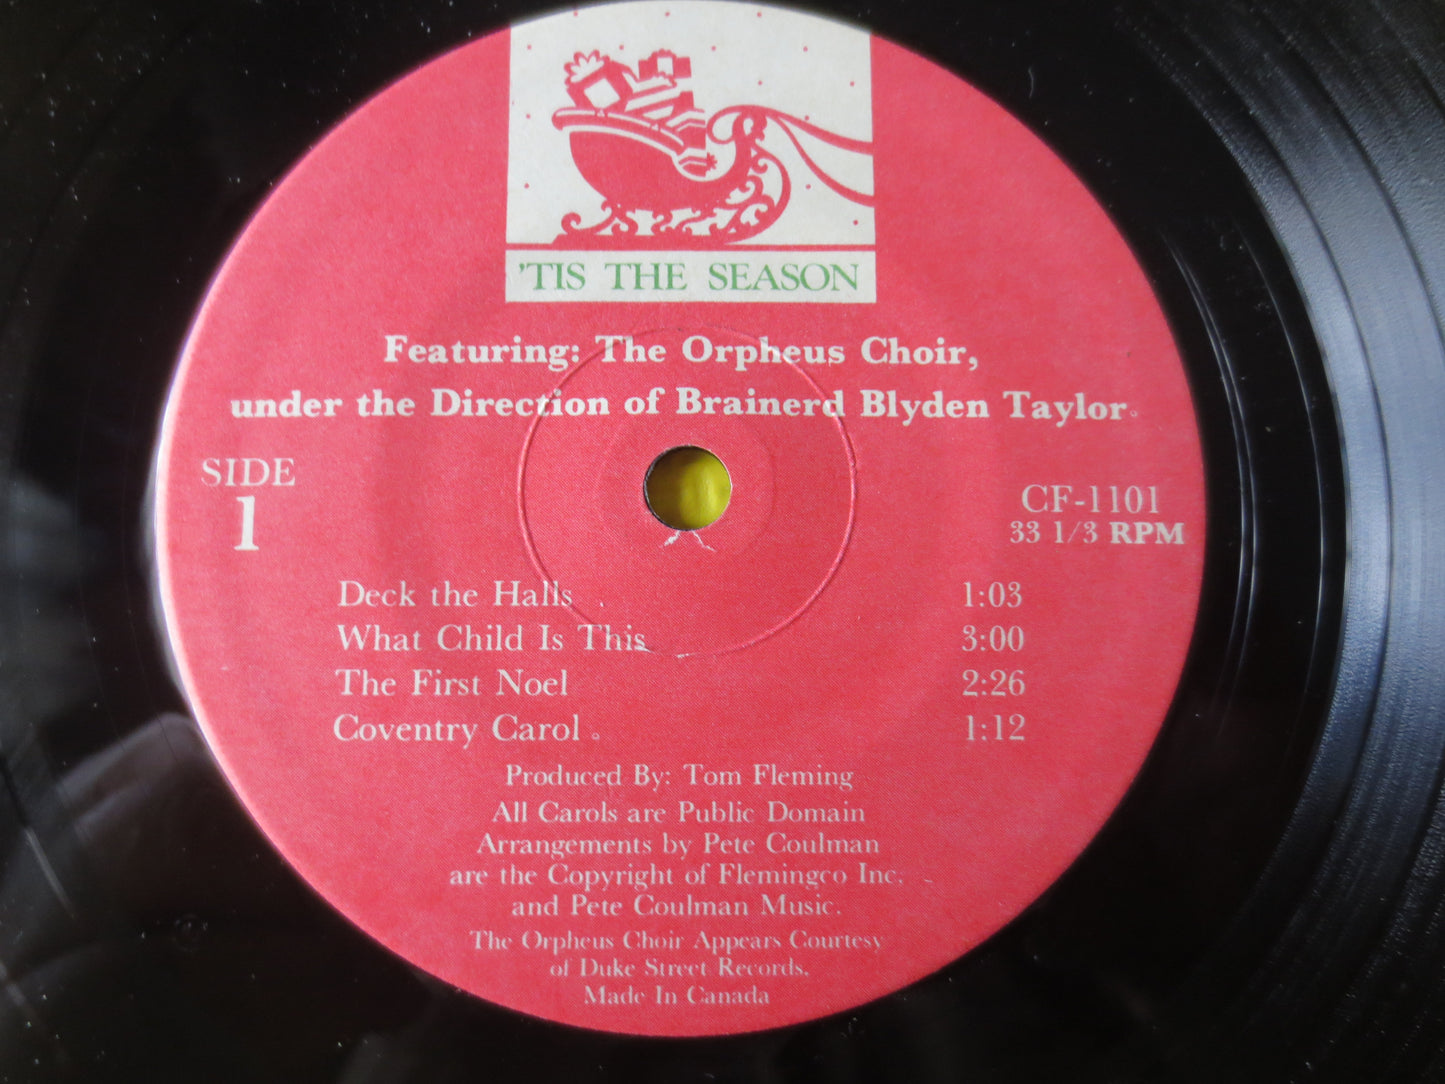 'TIS THE SEASON
Featuring: The Orpheus Choir,
under the Direction of Brainerd Blyden Taylor
SIDE
1
CF-1101
33 1/3 RPM
Deck the Halls 1:03
What Child Is This 3:00
The First Noel 2:26
Coventry Carol 1:12
Produced By: Tom Fleming
All Carols are Public Domain
Arrangements by Pete Coulman
are the Copyright of Flemingco Inc.
and Pete Coulman Music.
The Orpheus Choir Appears Courtesy
of Duke Street Records.
Made In Canada